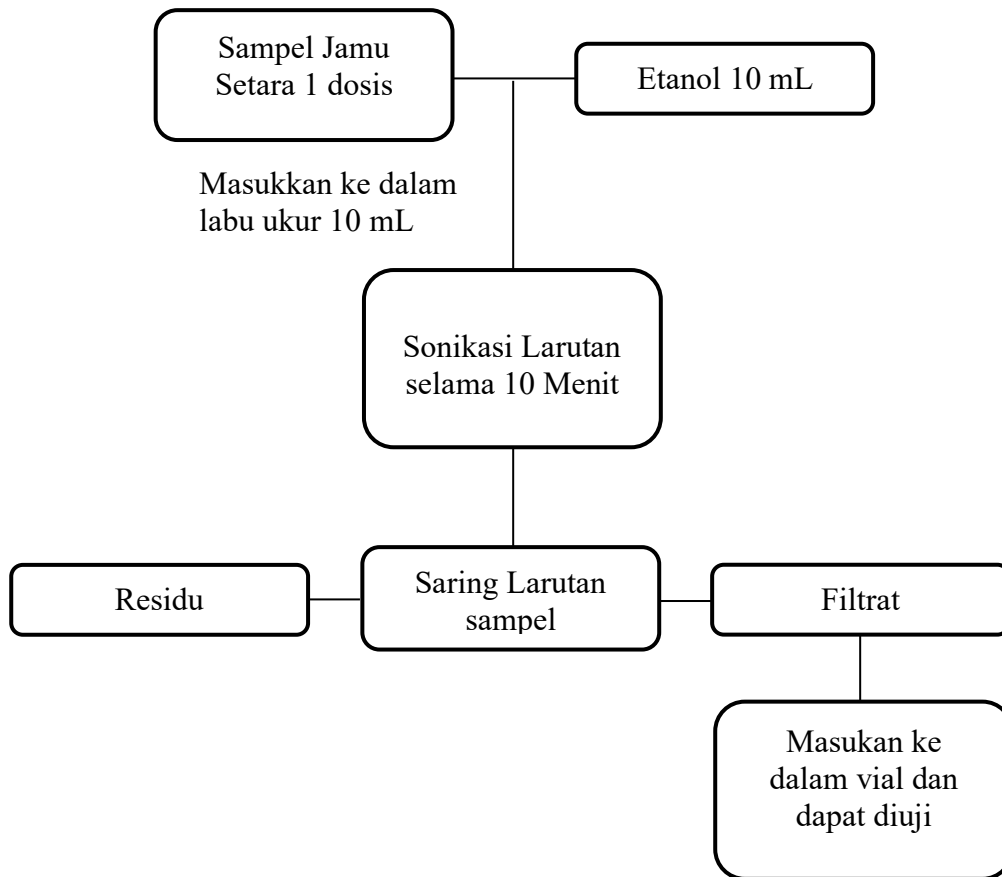 Sampel Jamu
Setara 1 dosis
Etanol 10 mL
Masukkan ke dalam
labu ukur 10 mL
Sonikasi Larutan
selama 10 Menit
Residu
Saring Larutan
sampel
Filtrat
Masukan ke
dalam vial dan
dapat diuji